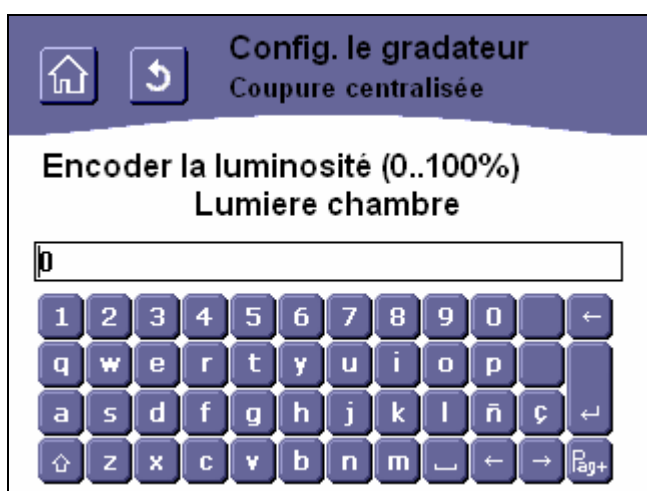 Config. le gradateur
Coupure centralisée
Encoder la luminosité (0..100%)
Lumiere chambre
0
1 2 3 4 5 6 7 8 9 0 ←
q w e r t y u i o p
a s d f g h j k l ñ ç ↵
⇧ z x c v b n m ⎵ ← → Pág+